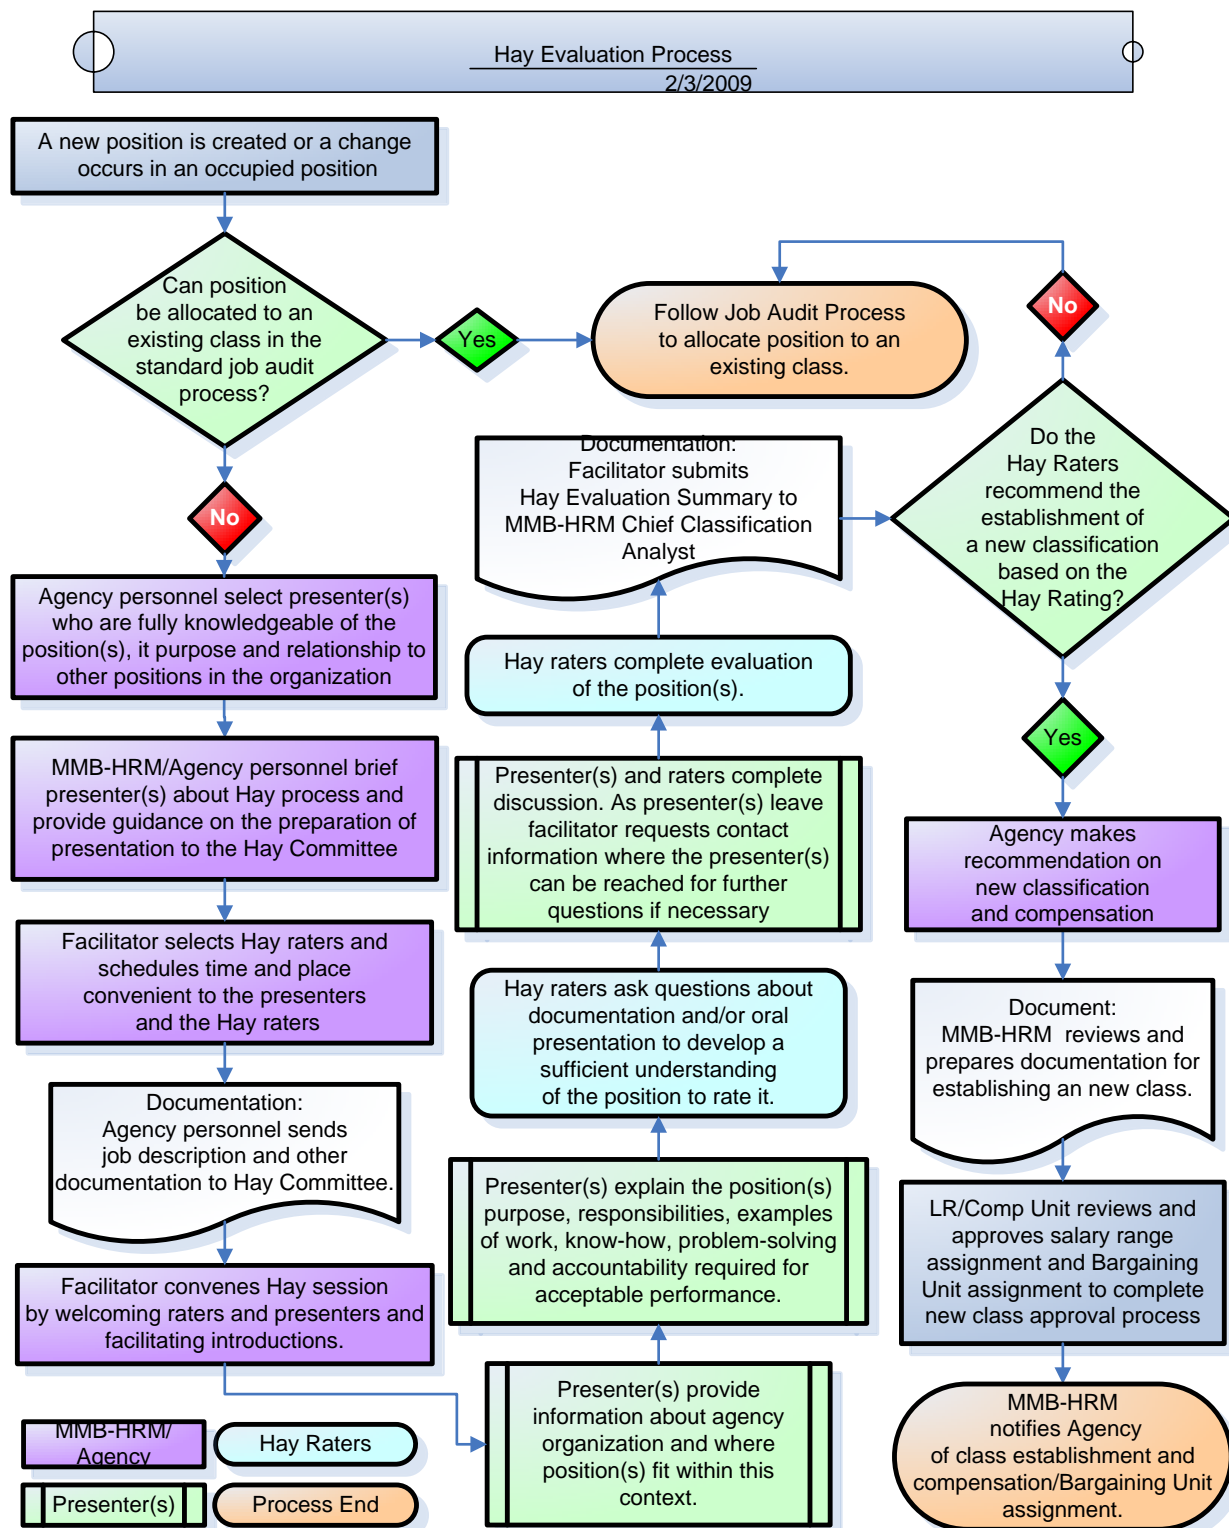 Hay Evaluation Process
2/3/2009
A new position is created or a change
occurs in an occupied position
Can position
be allocated to an
existing class in the
standard job audit
process?
Yes
Follow Job Audit Process
to allocate position to an
existing class.
No
No
Agency personnel select presenter(s)
who are fully knowledgeable of the
position(s), it purpose and relationship to
other positions in the organization
MMB-HRM/Agency personnel brief
presenter(s) about Hay process and
provide guidance on the preparation of
presentation to the Hay Committee
Facilitator selects Hay raters and
schedules time and place
convenient to the presenters
and the Hay raters
Documentation:
Agency personnel sends
job description and other
documentation to Hay Committee.
Facilitator convenes Hay session
by welcoming raters and presenters and
facilitating introductions.
Documentation:
Facilitator submits
Hay Evaluation Summary to
MMB-HRM Chief Classification
Analyst
Hay raters complete evaluation
of the position(s).
Presenter(s) and raters complete
discussion. As presenter(s) leave
facilitator requests contact
information where the presenter(s)
can be reached for further
questions if necessary
Hay raters ask questions about
documentation and/or oral
presentation to develop a
sufficient understanding
of the position to rate it.
Presenter(s) explain the position(s)
purpose, responsibilities, examples
of work, know-how, problem-solving
and accountability required for
acceptable performance.
Presenter(s) provide
information about agency
organization and where
position(s) fit within this
context.
Do the
Hay Raters
recommend the
establishment of
a new classification
based on the
Hay Rating?
Yes
Agency makes
recommendation on
new classification
and compensation
Document:
MMB-HRM reviews and
prepares documentation for
establishing an new class.
LR/Comp Unit reviews and
approves salary range
assignment and Bargaining
Unit assignment to complete
new class approval process
MMB-HRM
notifies Agency
of class establishment and
compensation/Bargaining Unit
assignment.
MMB-HRM/
Agency
Hay Raters
Presenter(s)
Process End